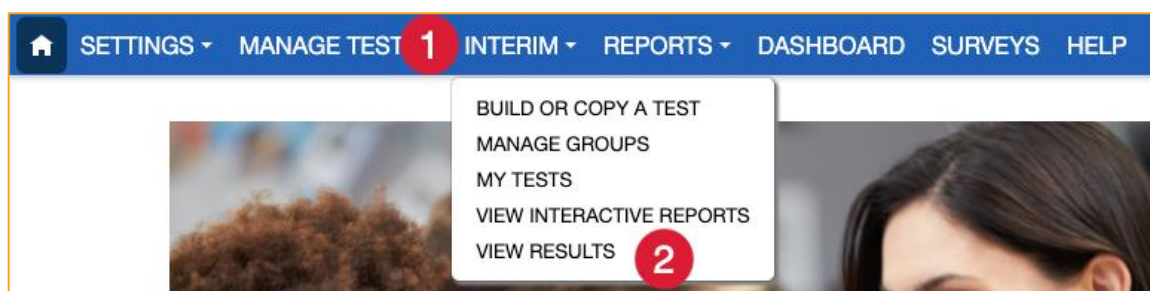 SETTINGS MANAGE TEST 1 INTERIM REPORTS DASHBOARD SURVEYS HELP
BUILD OR COPY A TEST
MANAGE GROUPS
MY TESTS
VIEW INTERACTIVE REPORTS
VIEW RESULTS 2